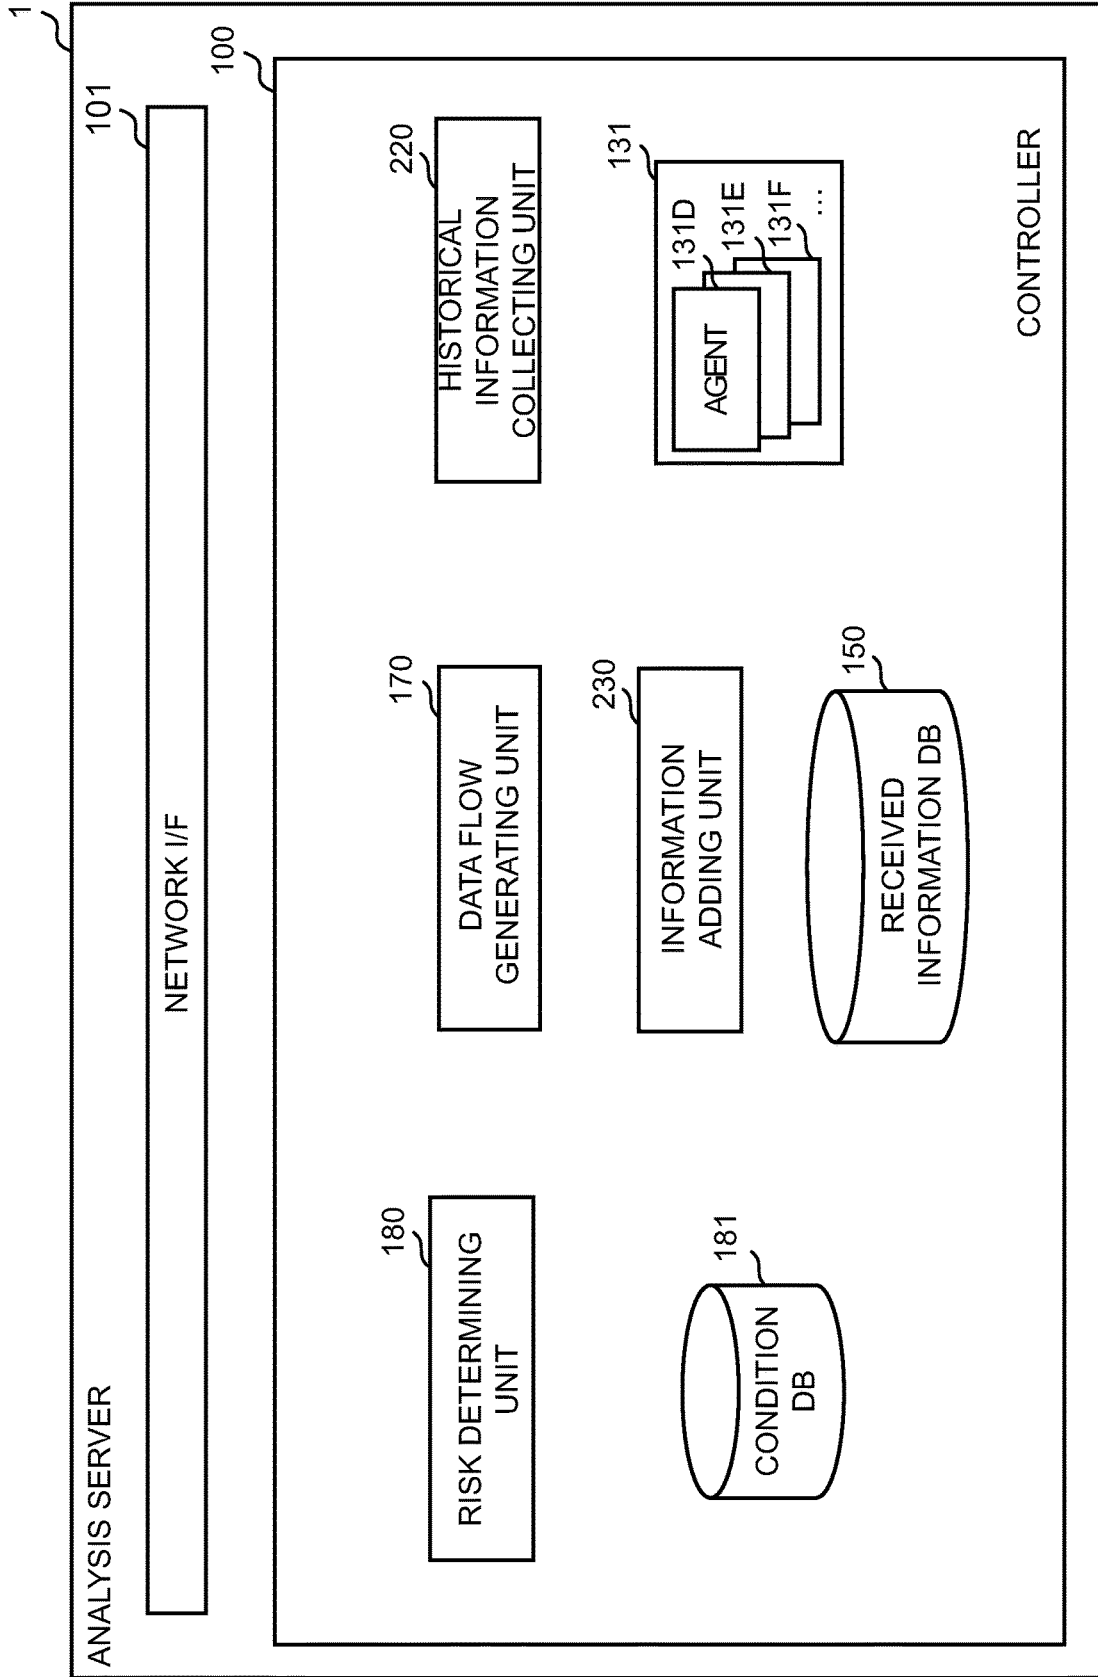 1
ANALYSIS SERVER
101
NETWORK I/F
100
180
RISK DETERMINING
UNIT
170
DATA FLOW
GENERATING UNIT
220
HISTORICAL
INFORMATION
COLLECTING UNIT
181
CONDITION
DB
230
INFORMATION
ADDING UNIT
150
RECEIVED
INFORMATION DB
131
131D
131E
131F
AGENT
...
CONTROLLER